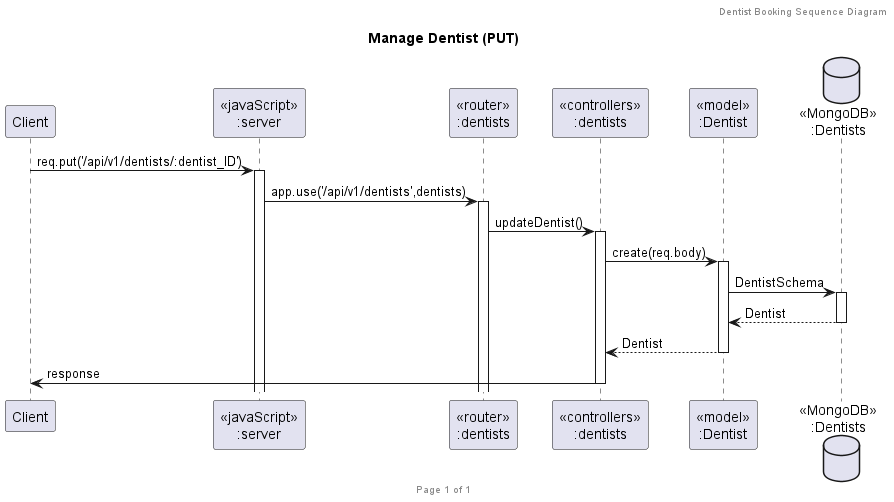 Dentist Booking Sequence Diagram
Manage Dentist (PUT)
Client
«javaScript»
:server
«router»
:dentists
«controllers»
:dentists
«model»
:Dentist
«MongoDB»
:Dentists
req.put('/api/v1/dentists/:dentist_ID')
app.use('/api/v1/dentists',dentists)
updateDentist()
create(req.body)
DentistSchema
Dentist
Dentist
response
Client
«javaScript»
:server
«router»
:dentists
«controllers»
:dentists
«model»
:Dentist
«MongoDB»
:Dentists
Page 1 of 1